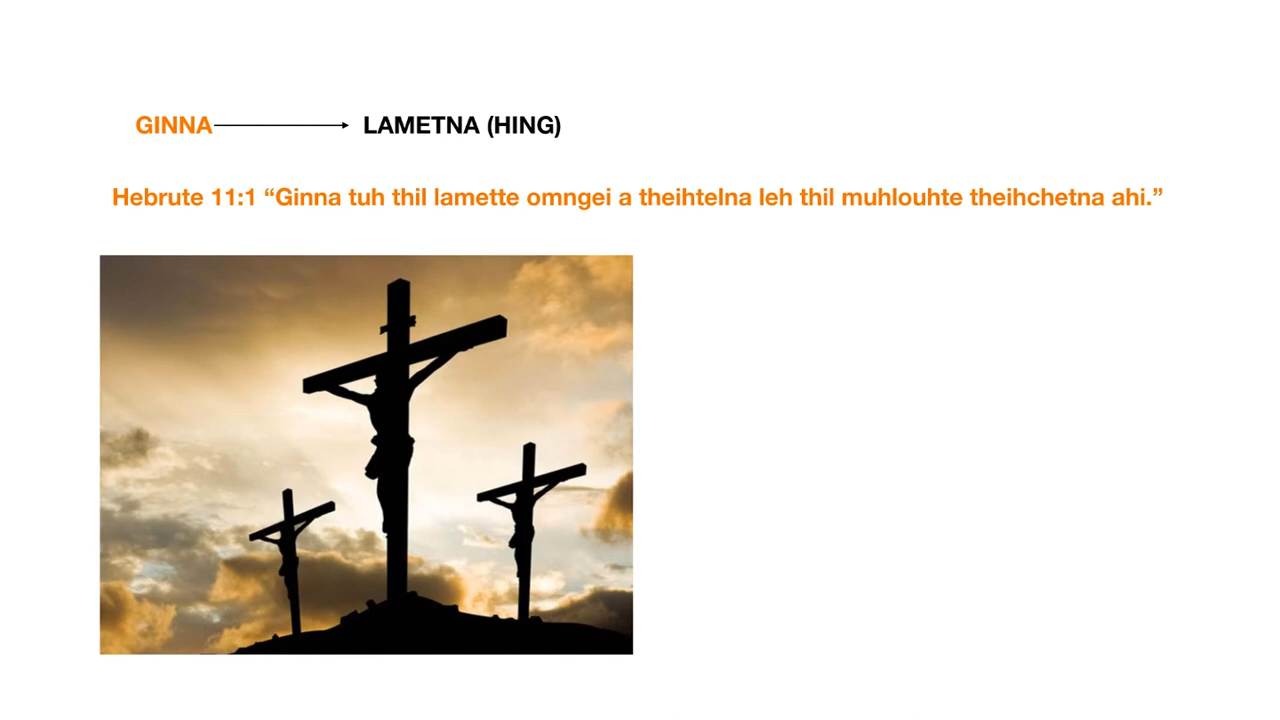 GINNA → LAMETNA (HING)
Hebrute 11:1 “Ginna tuh thil lamette omngei a theihtelna leh thil muhlouhte theihchetna ahi.”